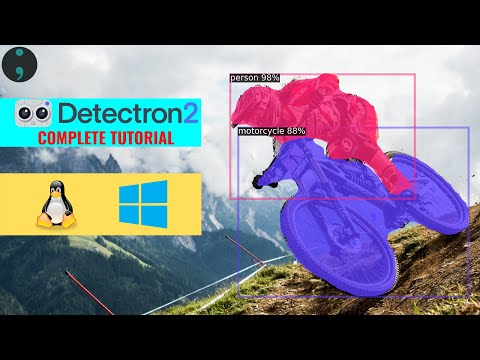 Detectron2
COMPLETE TUTORIAL
person 98%
motorcycle 88%